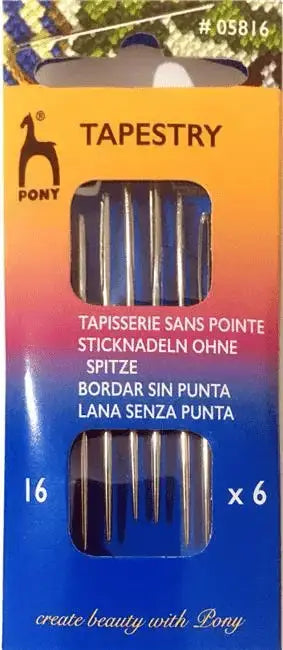 # 05816
®
TAPESTRY
PONY
TAPISSERIE SANS POINTE
STICKNADELN OHNE
SPITZE
BORDAR SIN PUNTA
LANA SENZA PUNTA
16 x 6
create beauty with Pony